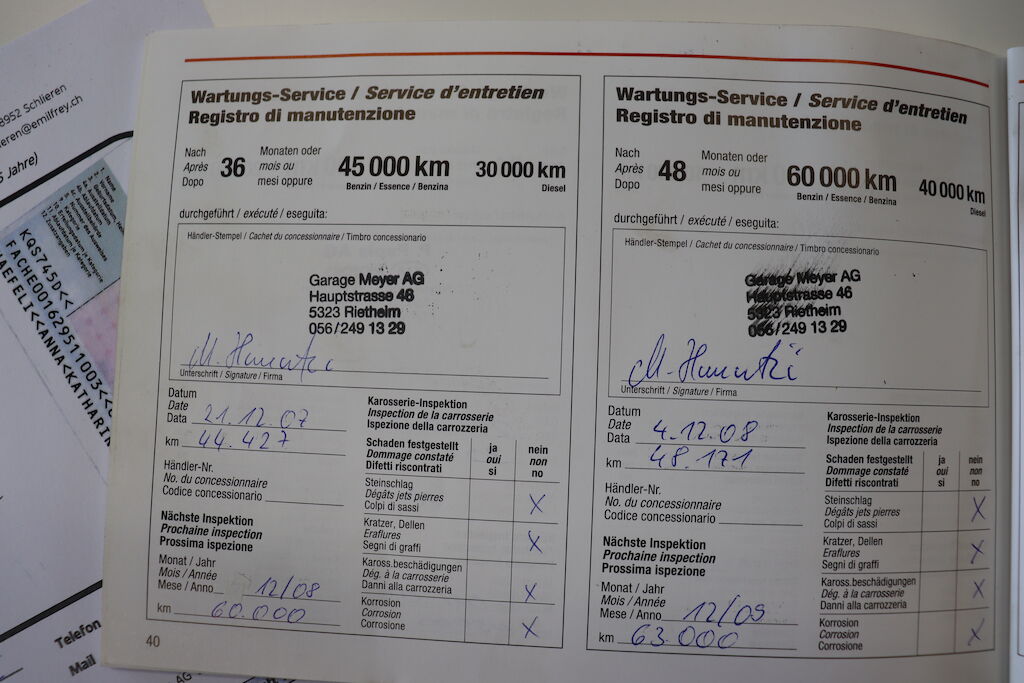 8952 Schlieren
eren@emilfrey.ch
Jahre)
KQS745D<<
FACHE001629511003<<
AEFELI<<ANNA<KATHARIN
Telefon
Mail
AG
Wartungs-Service / Service d'entretien
Registro di manutenzione
Nach
Après
Dopo
36
Monaten oder
mois ou
mesi oppure
45 000 km
Benzin / Essence / Benzina
30 000 km
Diesel
durchgeführt / exécuté / eseguita:
Händler-Stempel / Cachet du concessionnaire / Timbro concessionario
Garage Meyer AG
Hauptstrasse 46
5323 Rietheim
056/249 13 29
Unterschrift / Signature / Firma
Datum
Date
Data 21.12.07
km 44.427
Händler-Nr.
No. du concessionnaire
Codice concessionario
Nächste Inspektion
Prochaine inspection
Prossima ispezione
Monat / Jahr
Mois / Année
Mese / Anno 12/08
km 60.000
Karosserie-Inspektion
Inspection de la carrosserie
Ispezione della carrozzeria
Schaden festgestellt
Dommage constaté
Difetti riscontrati
ja
oui
si
nein
non
no
Steinschlag
Dégâts jets pierres
Colpi di sassi
X
Kratzer, Dellen
Eraflures
Segni di graffi
X
Kaross.beschädigungen
Dég. à la carrosserie
Danni alla carrozzeria
X
Korrosion
Corrosion
Corrosione
X
40
Wartungs-Service / Service d'entretien
Registro di manutenzione
Nach
Après
Dopo
48
Monaten oder
mois ou
mesi oppure
60 000 km
Benzin / Essence / Benzina
40 000 km
Diesel
durchgeführt / exécuté / eseguita:
Händler-Stempel / Cachet du concessionnaire / Timbro concessionario
Garage Meyer AG
Hauptstrasse 46
5323 Rietheim
056/249 13 29
Unterschrift / Signature / Firma
Datum
Date
Data 4.12.08
km 48.171
Händler-Nr.
No. du concessionnaire
Codice concessionario
Nächste Inspektion
Prochaine inspection
Prossima ispezione
Monat / Jahr
Mois / Année
Mese / Anno 12/09
km 63.000
Karosserie-Inspektion
Inspection de la carrosserie
Ispezione della carrozzeria
Schaden festgestellt
Dommage constaté
Difetti riscontrati
ja
oui
si
nein
non
no
Steinschlag
Dégâts jets pierres
Colpi di sassi
X
Kratzer, Dellen
Eraflures
Segni di graffi
X
Kaross.beschädigungen
Dég. à la carrosserie
Danni alla carrozzeria
X
Korrosion
Corrosion
Corrosione
X